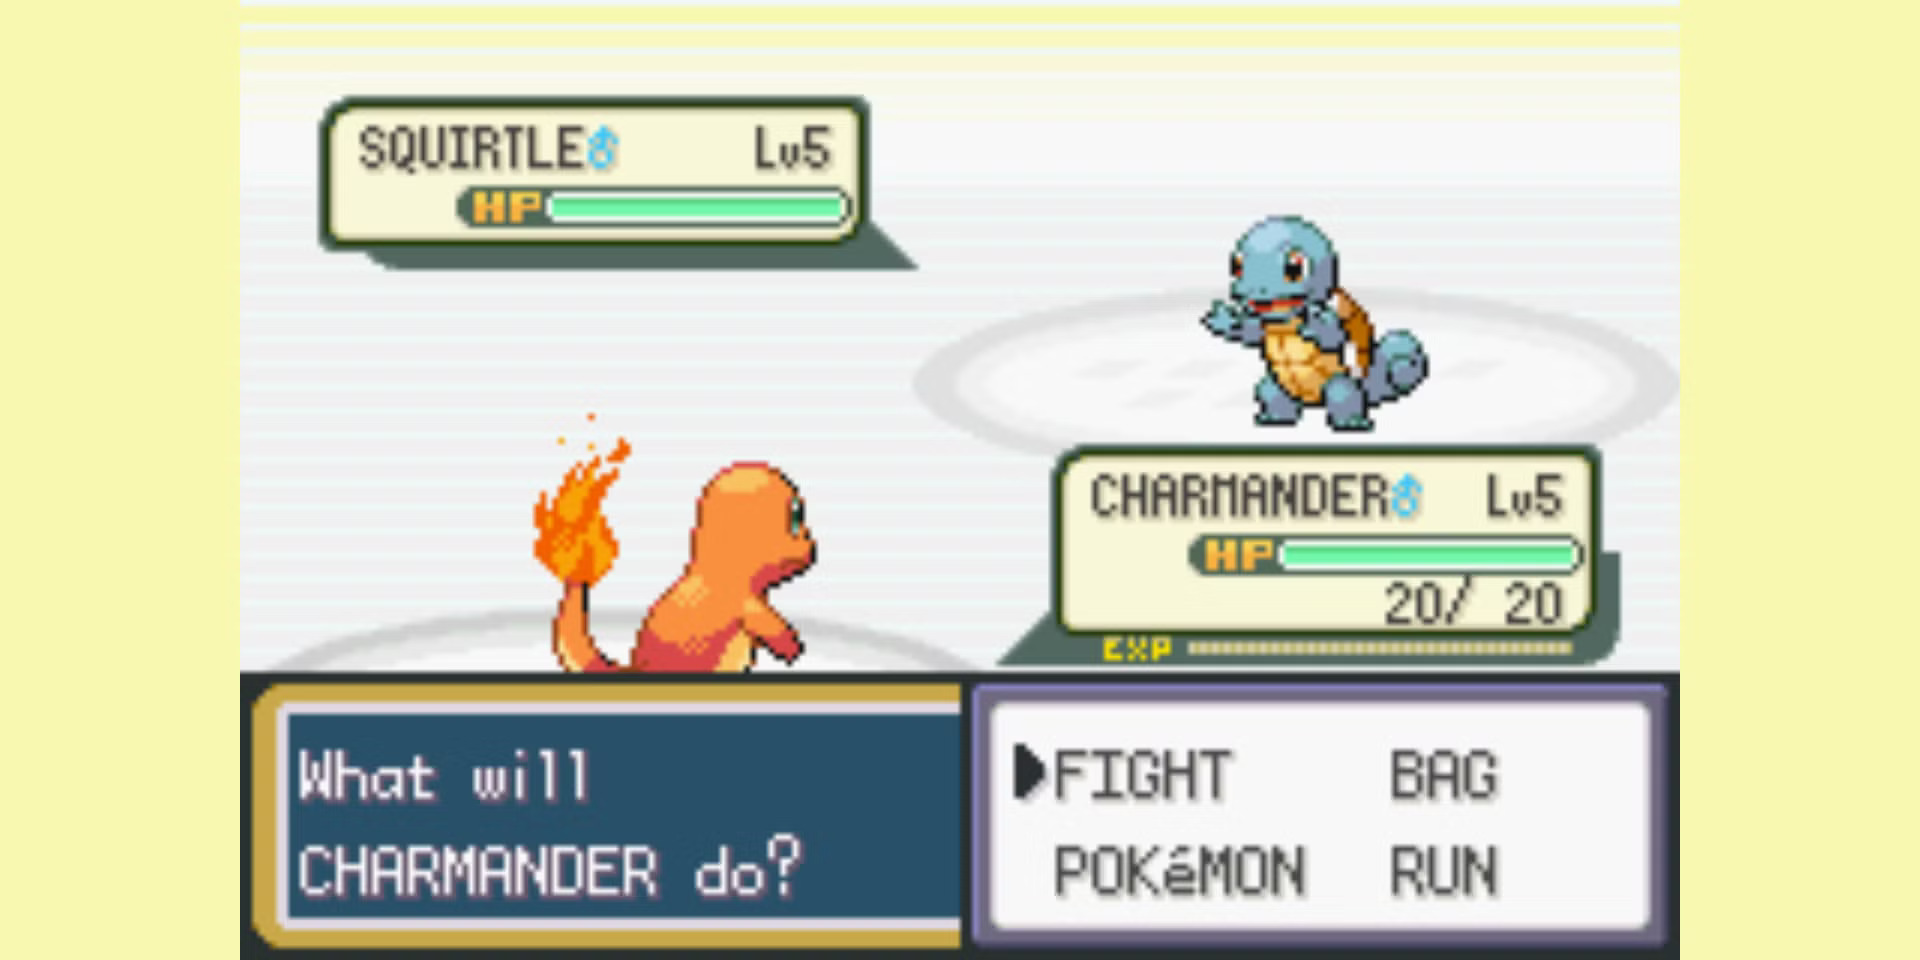 SQUIRTLE♂ Lv5
HP
CHARMANDER♂ Lv5
HP
20/ 20
EXP
What will
CHARMANDER do?
FIGHT BAG
POKéMON RUN